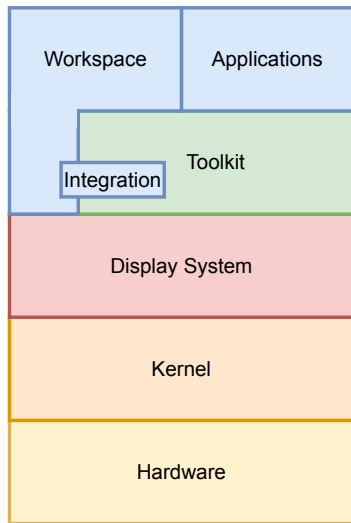 Workspace
Applications
Toolkit
Integration
Display System
Kernel
Hardware